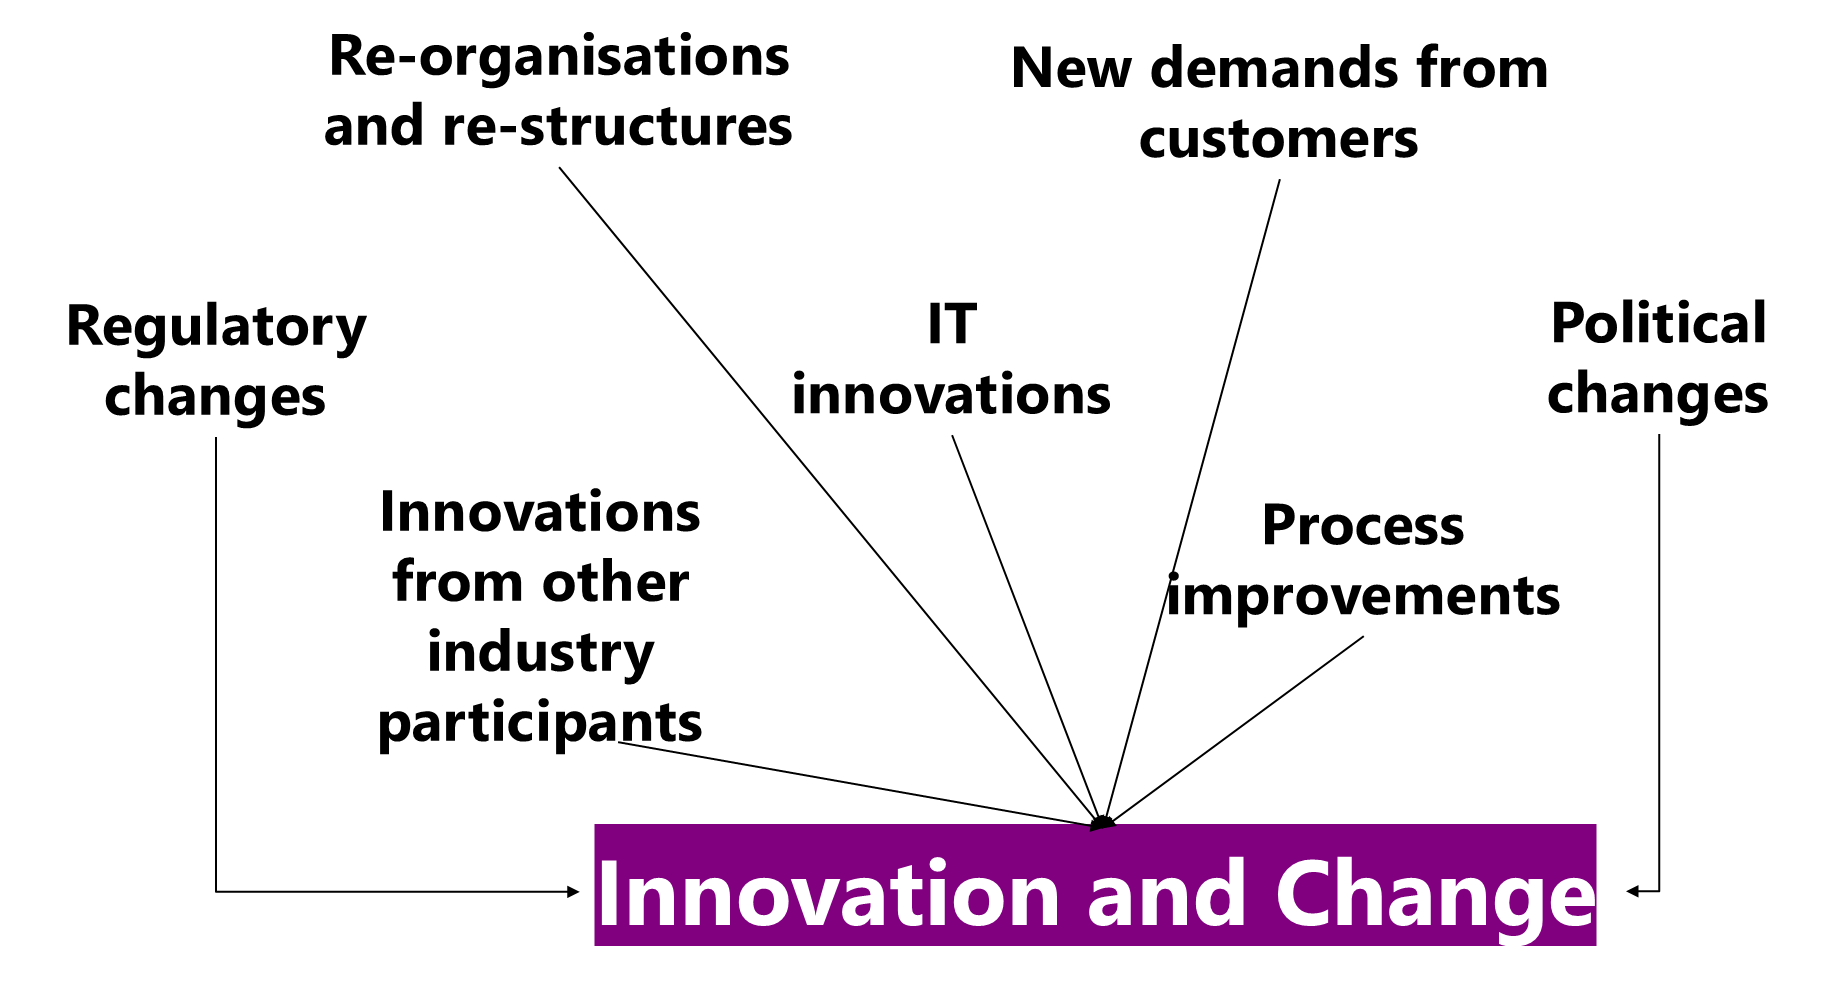 Re-organisations
and re-structures
New demands from
customers
Regulatory
changes
IT
innovations
Political
changes
Innovations
from other
industry
participants
Process
improvements
Innovation and Change